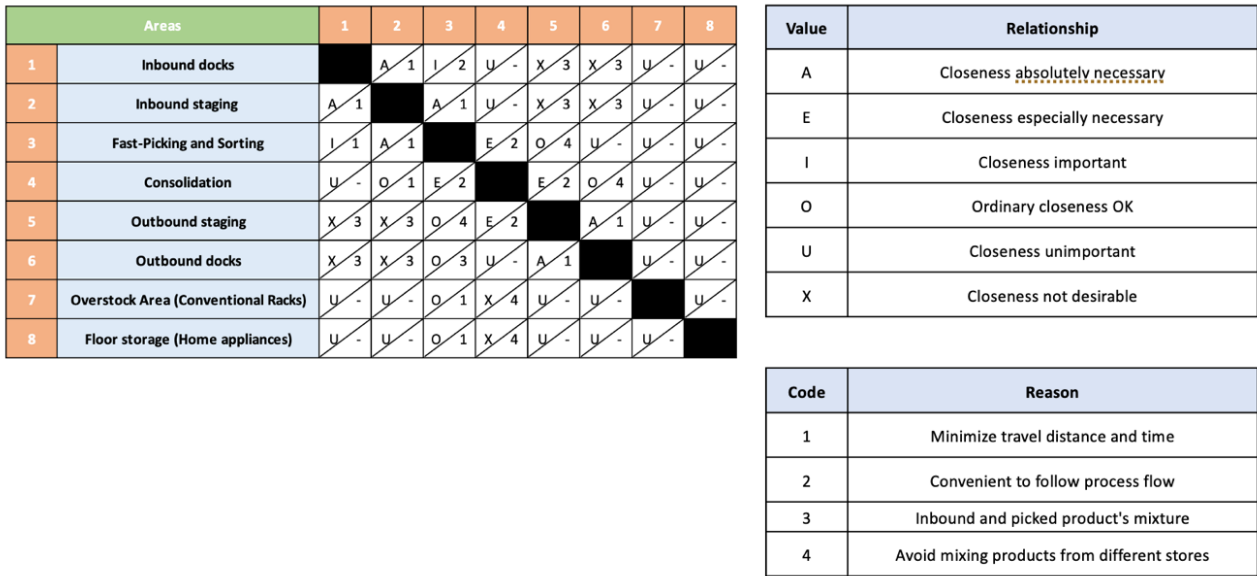 Areas 1 2 3 4 5 6 7 8
1 Inbound docks A 1 I 2 U - X 3 X 3 U - U -
2 Inbound staging A 1 A 1 U - X 3 X 3 U - U -
3 Fast-Picking and Sorting I 1 A 1 E 2 O 4 U - U - U -
4 Consolidation U - O 1 E 2 E 2 O 4 U - U -
5 Outbound staging X 3 X 3 O 4 E 2 A 1 U - U -
6 Outbound docks X 3 X 3 O 3 U - A 1 U - U -
7 Overstock Area (Conventional Racks) U - U - O 1 X 4 U - U - U -
8 Floor storage (Home appliances) U - U - O 1 X 4 U - U - U -
Value Relationship
A Closeness absolutely necessary
E Closeness especially necessary
I Closeness important
O Ordinary closeness OK
U Closeness unimportant
X Closeness not desirable
Code Reason
1 Minimize travel distance and time
2 Convenient to follow process flow
3 Inbound and picked product's mixture
4 Avoid mixing products from different stores